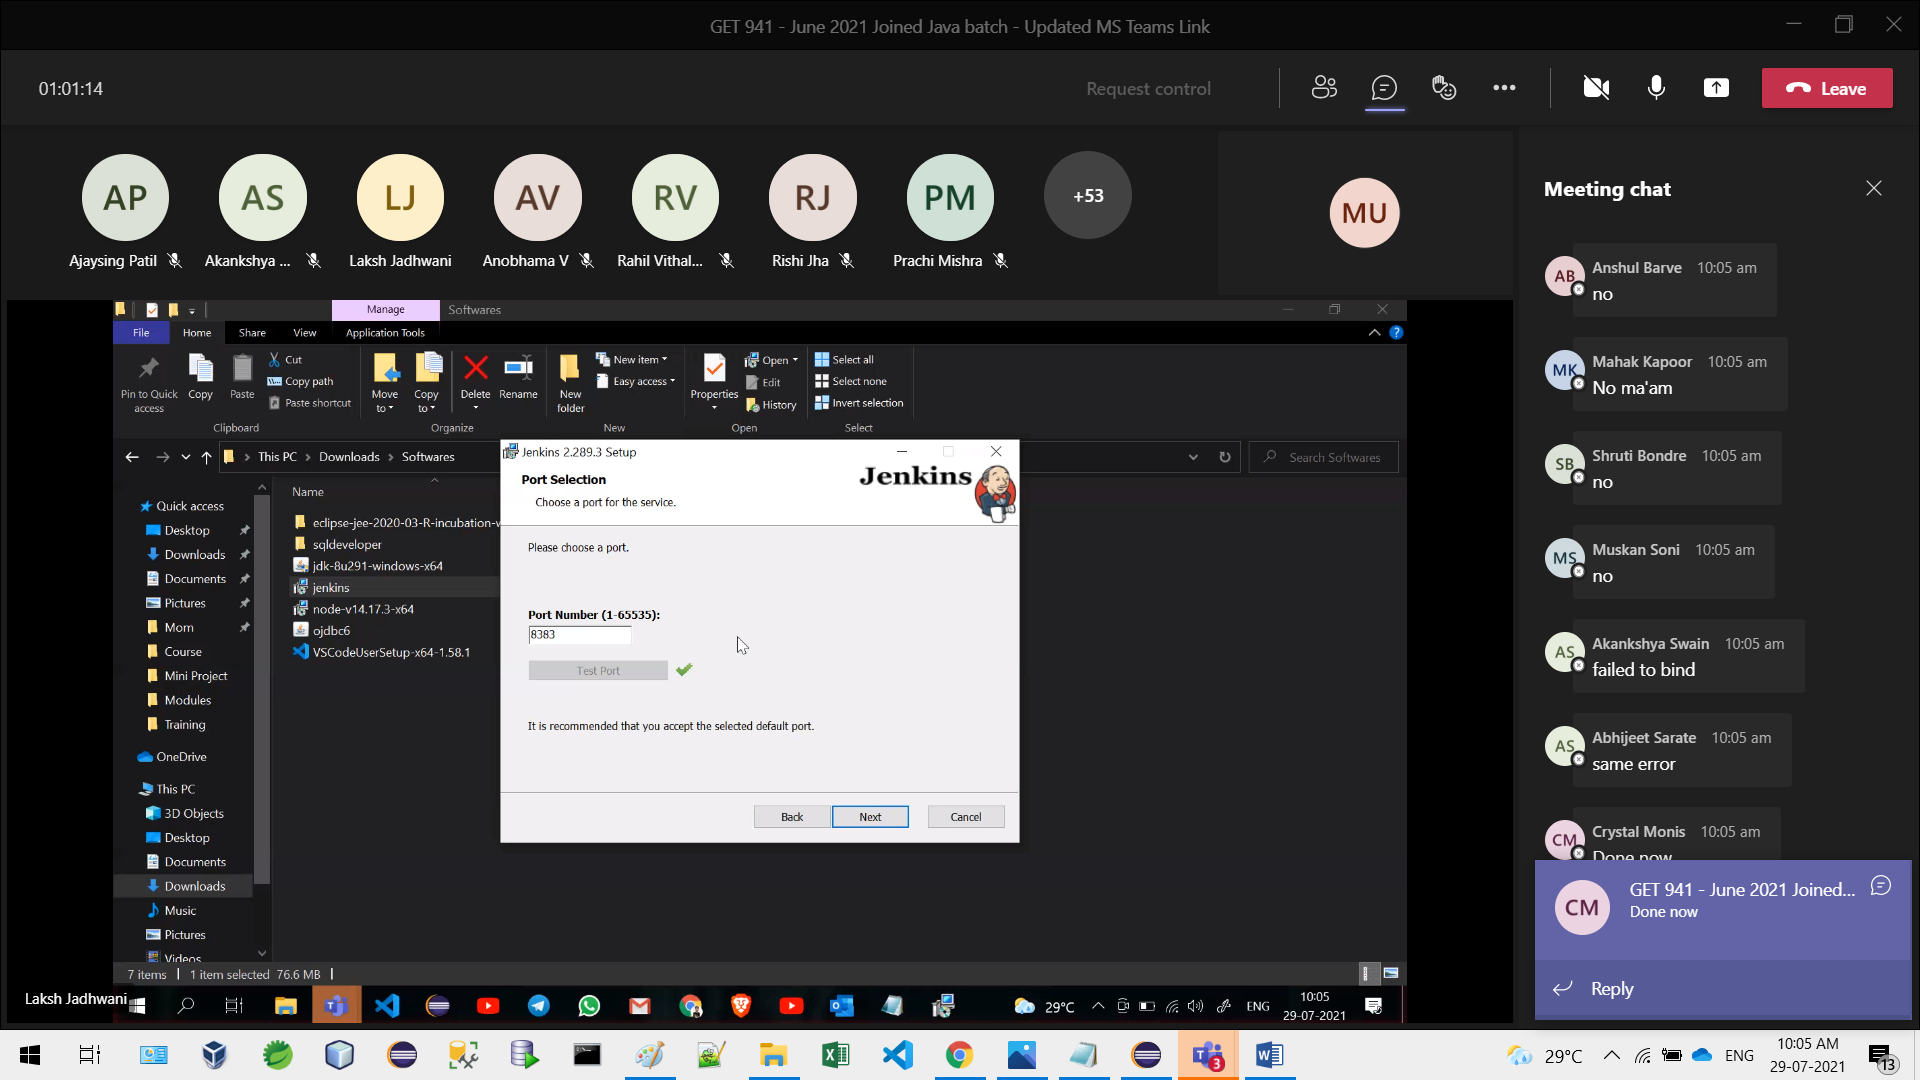 GET 941 - June 2021 Joined Java batch - Updated MS Teams Link
01:01:14
Request control
Leave
AP
AS
LJ
AV
RV
RJ
PM
+53
MU
Ajaysing Patil
Akankshya ...
Laksh Jadhwani
Anobhama V
Rahil Vithal...
Rishi Jha
Prachi Mishra
Meeting chat
AB
Anshul Barve 10:05 am
no
MK
Mahak Kapoor 10:05 am
No ma'am
SB
Shruti Bondre 10:05 am
no
MS
Muskan Soni 10:05 am
no
AS
Akankshya Swain 10:05 am
failed to bind
AS
Abhijeet Sarate 10:05 am
same error
CM
Crystal Monis 10:05 am
Done now
CM
GET 941 - June 2021 Joined...
Done now
Reply
Manage
Softwares
File
Home
Share
View
Application Tools
Pin to Quick access
Copy
Paste
Cut
Copy path
Paste shortcut
Clipboard
Move to
Copy to
Delete
Rename
Organize
New folder
New item
Easy access
New
Properties
Open
Edit
History
Open
Select all
Select none
Invert selection
Select
This PC
Downloads
Softwares
Search Softwares
Quick access
Desktop
Downloads
Documents
Pictures
Mom
Course
Mini Project
Modules
Training
OneDrive
This PC
3D Objects
Desktop
Documents
Downloads
Music
Pictures
Videos
Name
eclipse-jee-2020-03-R-incubation-w
sqldeveloper
jdk-8u291-windows-x64
jenkins
node-v14.17.3-x64
ojdbc6
VSCodeUserSetup-x64-1.58.1
Jenkins 2.289.3 Setup
Port Selection
Choose a port for the service.
Jenkins
Please choose a port.
Port Number (1-65535):
8383
Test Port
It is recommended that you accept the selected default port.
Back
Next
Cancel
7 items
1 item selected 76.6 MB
Laksh Jadhwani
29°C
ENG
10:05
29-07-2021
3
29°C
ENG
10:05 AM
29-07-2021
13